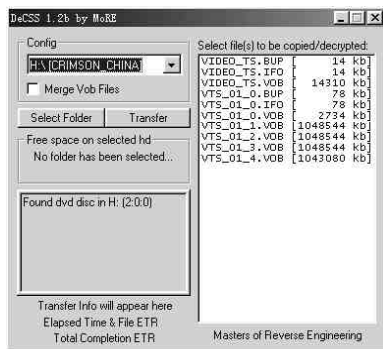 DeCSS 1.2b by MoRE
Config
H:\ [CRIMSON_CHINA]
Merge Vob Files
Select Folder
Transfer
Free space on selected hd
No folder has been selected...
Found dvd disc in H: (2:0:0)
Transfer Info will appear here
Elapsed Time & File ETR
Total Completion ETR
Select file(s) to be copied/decrypted:
VIDEO_TS.BUP [ 14 kb]
VIDEO_TS.IFO [ 14 kb]
VIDEO_TS.VOB [ 14310 kb]
VTS_01_0.BUP [ 78 kb]
VTS_01_0.IFO [ 78 kb]
VTS_01_0.VOB [ 2734 kb]
VTS_01_1.VOB [1048544 kb]
VTS_01_2.VOB [1048544 kb]
VTS_01_3.VOB [1048544 kb]
VTS_01_4.VOB [1043080 kb]
Masters of Reverse Engineering